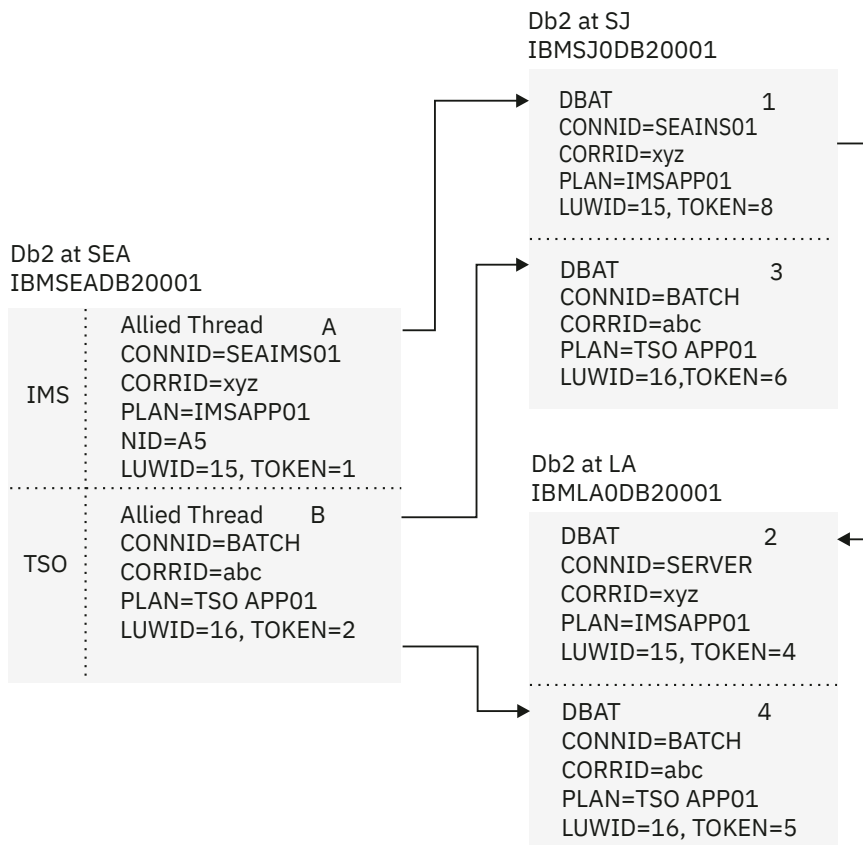 Db2 at SJ
IBMSJ0DB20001
DBAT 1
CONNID=SEAINS01
CORRID=xyz
PLAN=IMSAPP01
LUWID=15, TOKEN=8
DBAT 3
CONNID=BATCH
CORRID=abc
PLAN=TSO APP01
LUWID=16,TOKEN=6
Db2 at SEA
IBMSEADB20001
IMS
Allied Thread A
CONNID=SEAIMS01
CORRID=xyz
PLAN=IMSAPP01
NID=A5
LUWID=15, TOKEN=1
TSO
Allied Thread B
CONNID=BATCH
CORRID=abc
PLAN=TSO APP01
LUWID=16, TOKEN=2
Db2 at LA
IBMLA0DB20001
DBAT 2
CONNID=SERVER
CORRID=xyz
PLAN=IMSAPP01
LUWID=15, TOKEN=4
DBAT 4
CONNID=BATCH
CORRID=abc
PLAN=TSO APP01
LUWID=16, TOKEN=5